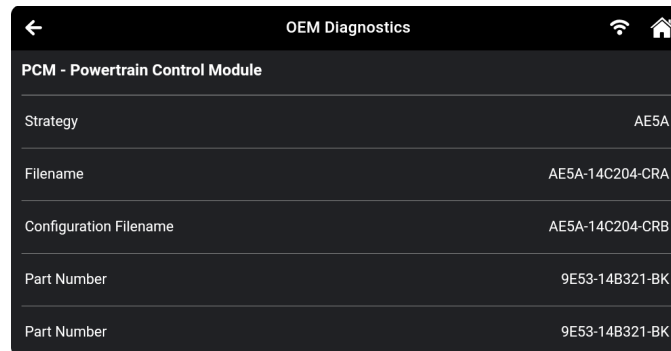 OEM Diagnostics
PCM - Powertrain Control Module
Strategy AE5A
Filename AE5A-14C204-CRA
Configuration Filename AE5A-14C204-CRB
Part Number 9E53-14B321-BK
Part Number 9E53-14B321-BK